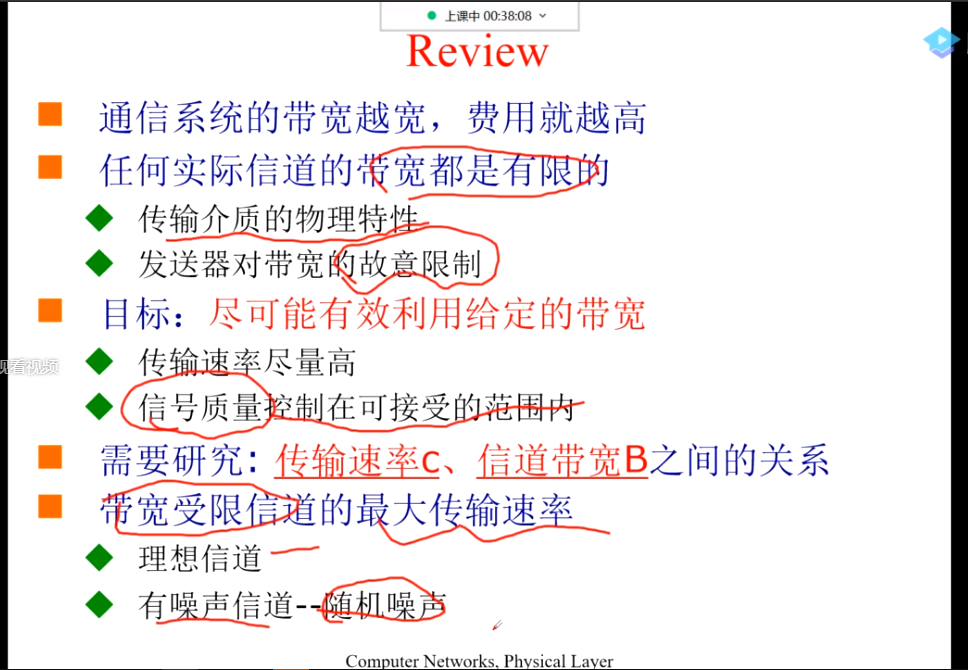 上课中 00:38:08
Review
通信系统的带宽越宽，费用就越高
任何实际信道的带宽都是有限的
传输介质的物理特性
发送器对带宽的故意限制
目标：尽可能有效利用给定的带宽
传输速率尽量高
观看视频
信号质量控制在可接受的范围内
需要研究：传输速率c、信道带宽B之间的关系
带宽受限信道的最大传输速率
理想信道
有噪声信道--随机噪声
Computer Networks, Physical Layer